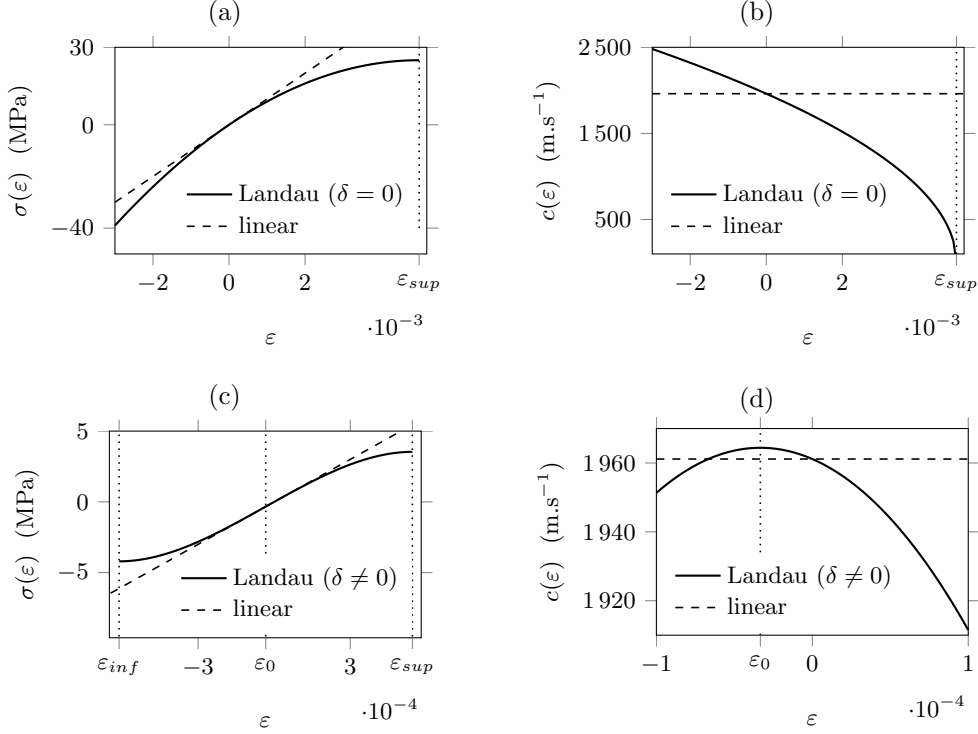 (a)
30
0
−40
σ(ε) (MPa)
Landau (δ = 0)
linear
−2 0 2 ε_sup
·10⁻³
ε
(b)
2 500
1 500
500
c(ε) (m.s⁻¹)
Landau (δ = 0)
linear
−2 0 2 ε_sup
·10⁻³
ε
(c)
5
0
−5
σ(ε) (MPa)
Landau (δ ≠ 0)
linear
ε_inf −3 ε₀ 3 ε_sup
·10⁻⁴
ε
(d)
1 960
1 940
1 920
c(ε) (m.s⁻¹)
Landau (δ ≠ 0)
linear
−1 ε₀ 0 1
·10⁻⁴
ε